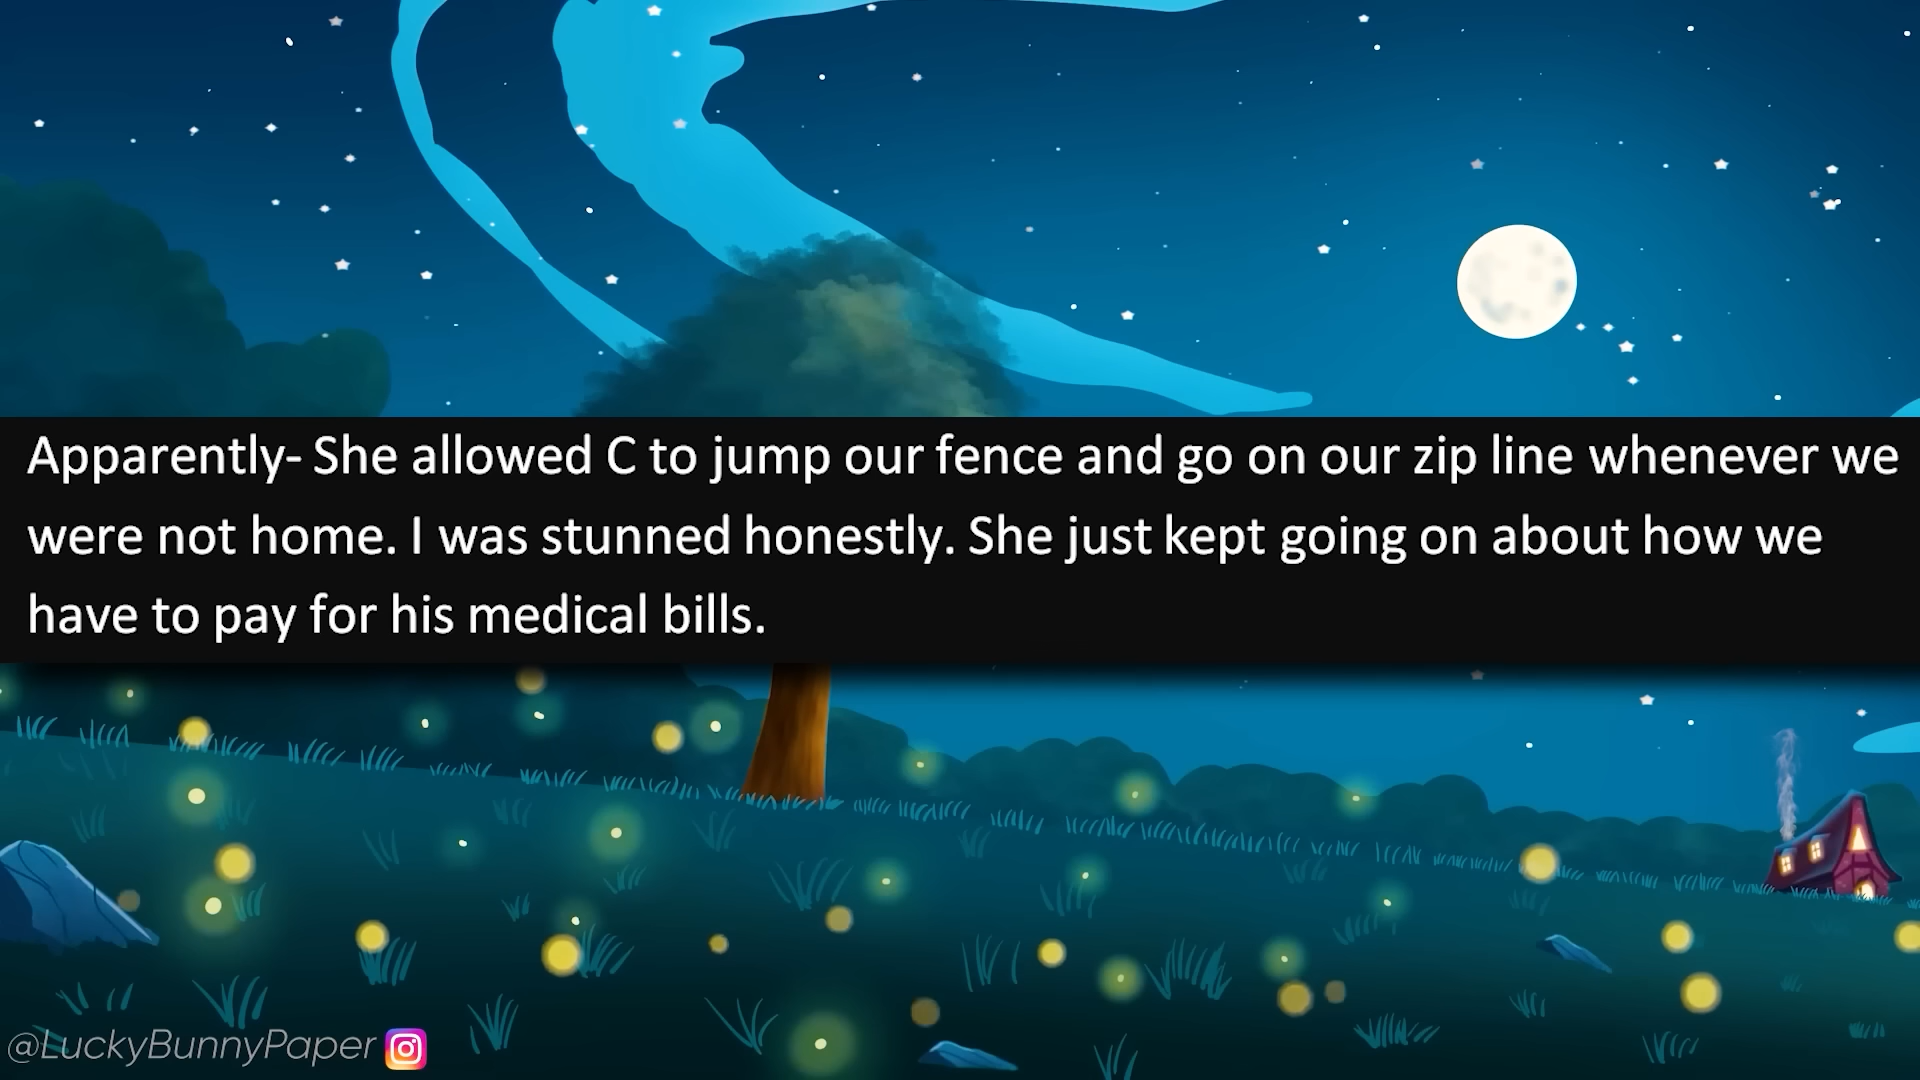 Apparently- She allowed C to jump our fence and go on our zip line whenever we
were not home. I was stunned honestly. She just kept going on about how we
have to pay for his medical bills.
@LuckyBunnyPaper